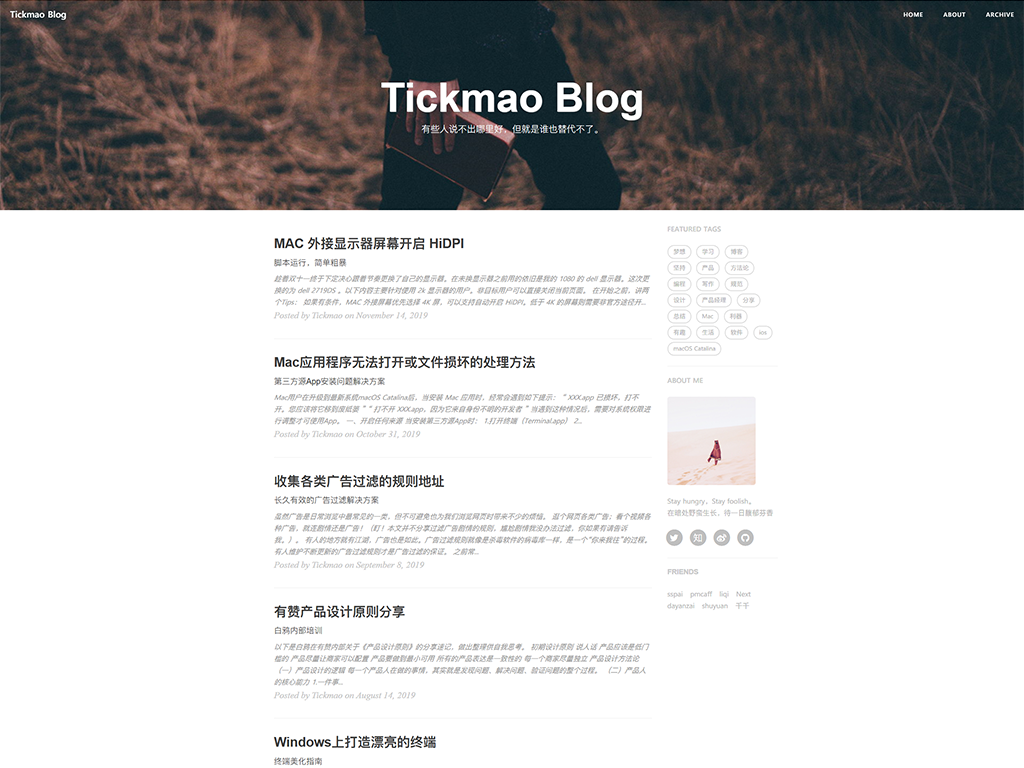 Tickmao Blog
HOME ABOUT ARCHIVE
Tickmao Blog
有些人说不出哪里好，但就是谁也替代不了。
MAC 外接显示器屏幕开启 HiDPI
脚本运行，简单粗暴
趁着双十一终于下定决心跟着节奏更换了自己的显示器。在未换显示器之前用的依旧是我的 1080 的 dell 显示器。这次更
换的为 dell 2719DS 。以下内容主要针对使用 2k 显示器的用户。非目标用户可以直接关闭当前页面。 在开始之前，讲两
个Tips： 如果有条件，MAC 外接屏幕优先选择 4K 屏，可以支持自动开启 HiDPI。低于 4K 的屏幕则需要非官方途径开...
Posted by Tickmao on November 14, 2019
Mac应用程序无法打开或文件损坏的处理方法
第三方源App安装问题解决方案
Mac用户在升级到最新系统macOS Catalina后，当安装 Mac 应用时，经常会遇到如下提示： “ XXX.app 已损坏，打不
开。您应该将它移到废纸篓 ” “ 打不开 XXX.app，因为它来自身份不明的开发者 ” 当遇到这种情况后，需要对系统权限进
行调整才可使用App。 一、开启任何来源 当安装第三方源App时： 1.打开终端（Terminal.app） 2...
Posted by Tickmao on October 31, 2019
收集各类广告过滤的规则地址
长久有效的广告过滤解决方案
虽然广告是日常浏览中最常见的一类，但不可避免也为我们浏览网页时带来不少的烦恼。 逛个网页各类广告；看个视频各
种广告，就连剧情还是广告！（盯！本文并不分享过滤广告剧情的规则，尴尬剧情我没办法过滤，你如果有请告诉
我。）。 有人的地方就有江湖，广告也是如此。广告过滤规则就像是杀毒软件的病毒库一样，是一个“你来我往”的过程。
有人维护不断更新的广告过滤规则才是广告过滤的保证。 之前常...
Posted by Tickmao on September 8, 2019
有赞产品设计原则分享
白鸦内部培训
以下是白鸦在有赞内部关于《产品设计原则》的分享速记，做出整理供自我思考。 初期设计原则 说人话 产品应该是低门
槛的 产品尽量让商家可以配置 产品要做到最小可用 所有的产品表达是一致性的 每一个商家尽量独立 产品设计方法论
（一）产品设计的逻辑 每一个产品人在做的事情，其实就是发现问题、解决问题、验证问题的整个过程。 （二）产品人
的核心能力 1.一件事...
Posted by Tickmao on August 14, 2019
Windows上打造漂亮的终端
终端美化指南
FEATURED TAGS
梦想 学习 博客
坚持 产品 方法论
编程 写作 规范
设计 产品经理 分享
总结 Mac 利器
有趣 生活 软件 ios
macOS Catalina
ABOUT ME
Stay hungry。Stay foolish。
在暗处野蛮生长，待一日馥郁芬香
知
FRIENDS
sspai pmcaff liqi Next
dayanzai shuyuan 千千